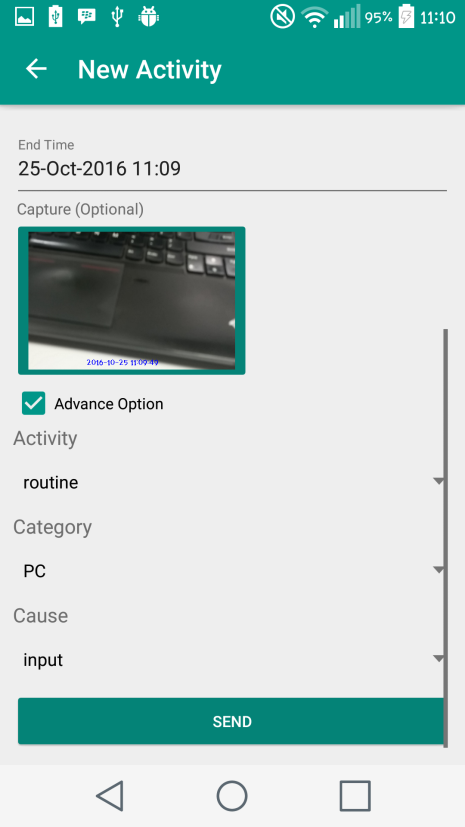 95% 11:10
New Activity
End Time
25-Oct-2016 11:09
Capture (Optional)
2016-10-25 11:09:49
Advance Option
Activity
routine
Category
PC
Cause
input
SEND